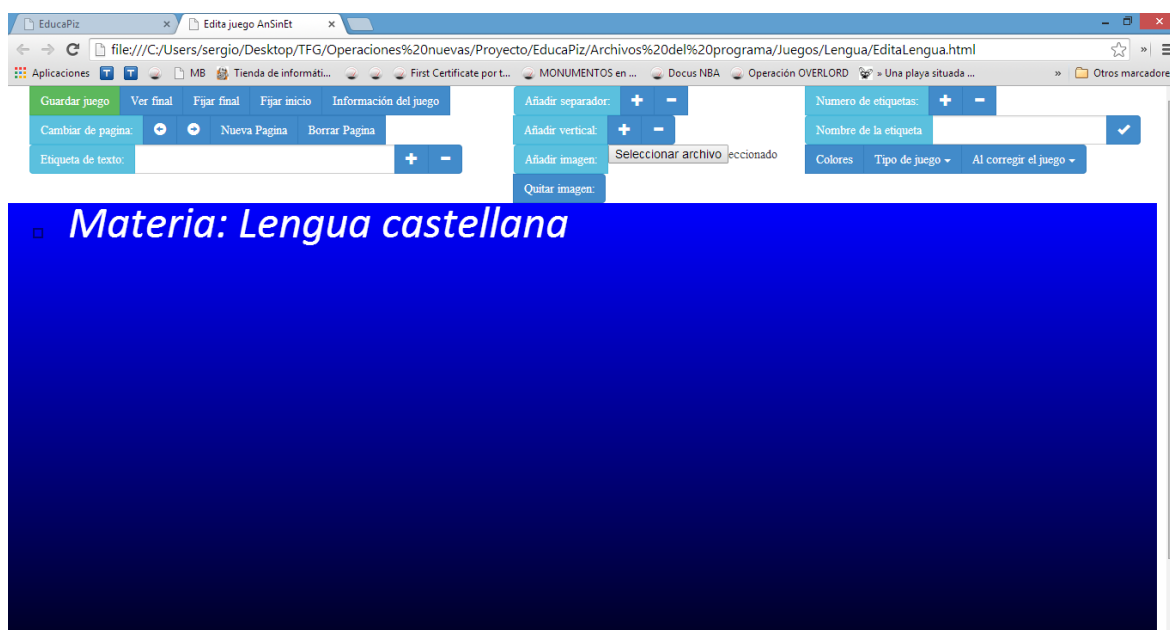 EducaPiz × Edita juego AnSinEt ×
file:///C:/Users/sergio/Desktop/TFG/Operaciones%20nuevas/Proyecto/EducaPiz/Archivos%20del%20programa/Juegos/Lengua/EditaLengua.html
Aplicaciones T T MB Tienda de informáti... First Certificate por t... MONUMENTOS en ... Docus NBA Operación OVERLORD » Una playa situada ... » Otros marcadore
Guardar juego Ver final Fijar final Fijar inicio Información del juego Añadir separador: + − Numero de etiquetas: + −
Cambiar de pagina: Nueva Pagina Borrar Pagina Añadir vertical: + − Nombre de la etiqueta
Etiqueta de texto: + − Añadir imagen: Seleccionar archivo eccionado Colores Tipo de juego Al corregir el juego
Quitar imagen:
Materia: Lengua castellana